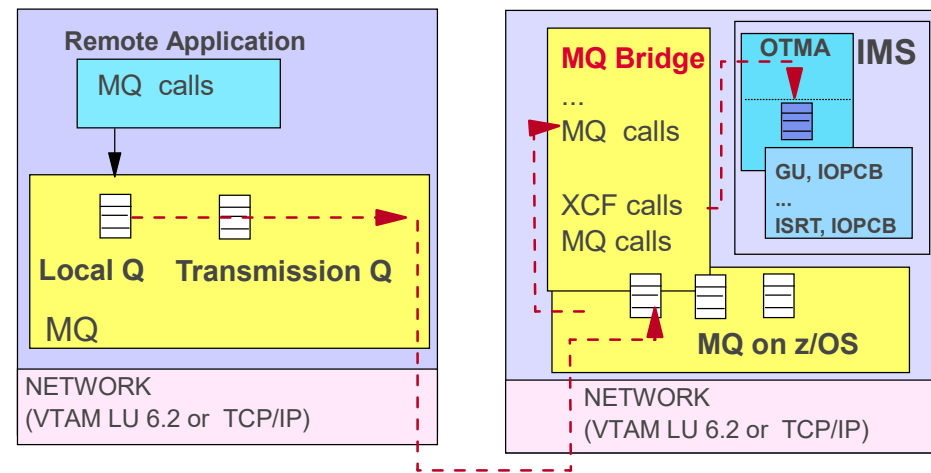 Remote Application
MQ calls
Local Q
Transmission Q
MQ
NETWORK
(VTAM LU 6.2 or TCP/IP)
MQ Bridge
...
MQ calls
XCF calls
MQ calls
OTMA
IMS
GU, IOPCB
...
ISRT, IOPCB
MQ on z/OS
NETWORK
(VTAM LU 6.2 or TCP/IP)